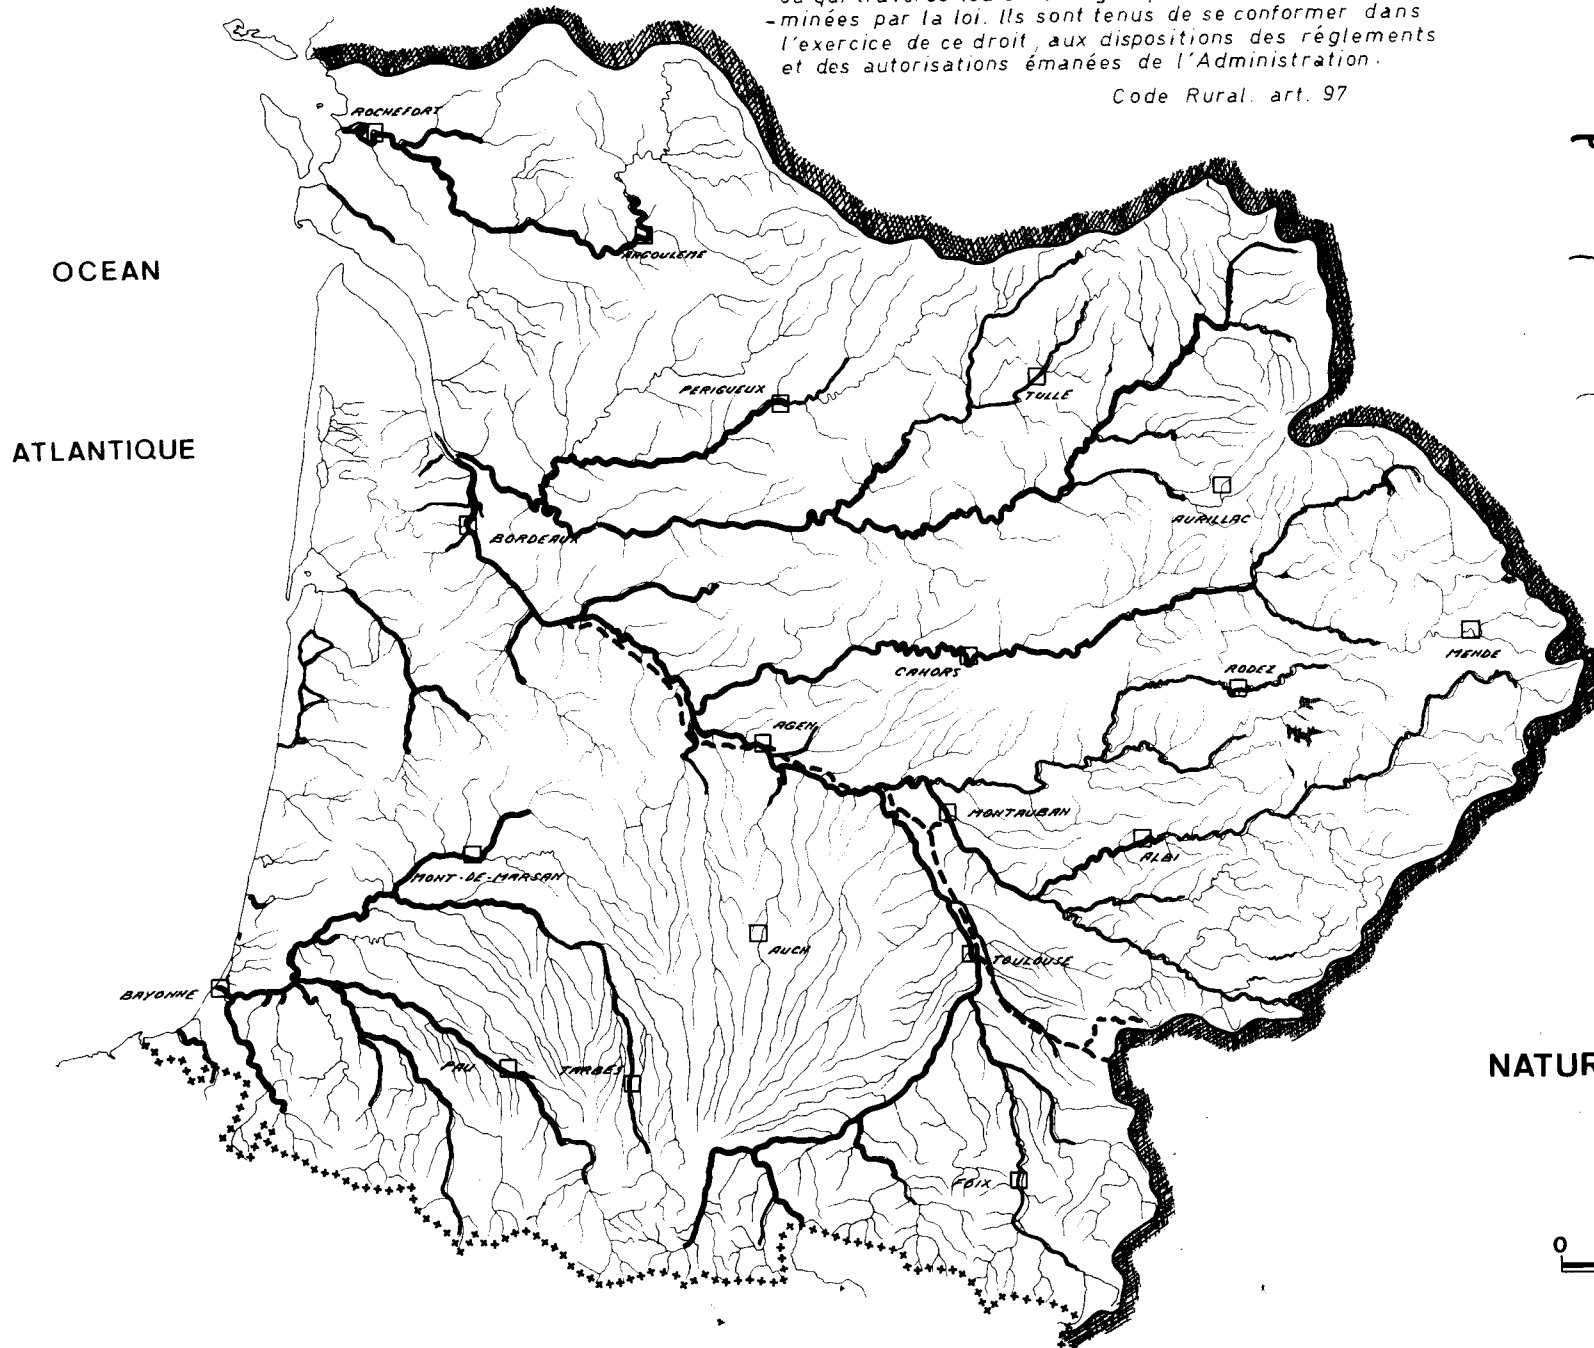 -minées par la loi. Ils sont tenus de se conformer dans
l'exercice de ce droit, aux dispositions des réglements
et des autorisations émanées de l'Administration.
Code Rural. art. 97
ROCHEFORT
ANGOULEME
OCEAN
PERIGUEUX
TULLE
ATLANTIQUE
AURILLAC
BORDEAUX
MENDE
CAHORS
RODEZ
AGEN
MONTAUBAN
ALBI
MONT-DE-MARSAN
AUCH
TOULOUSE
BAYONNE
PAU
TARBES
NATUR
FOIX
0